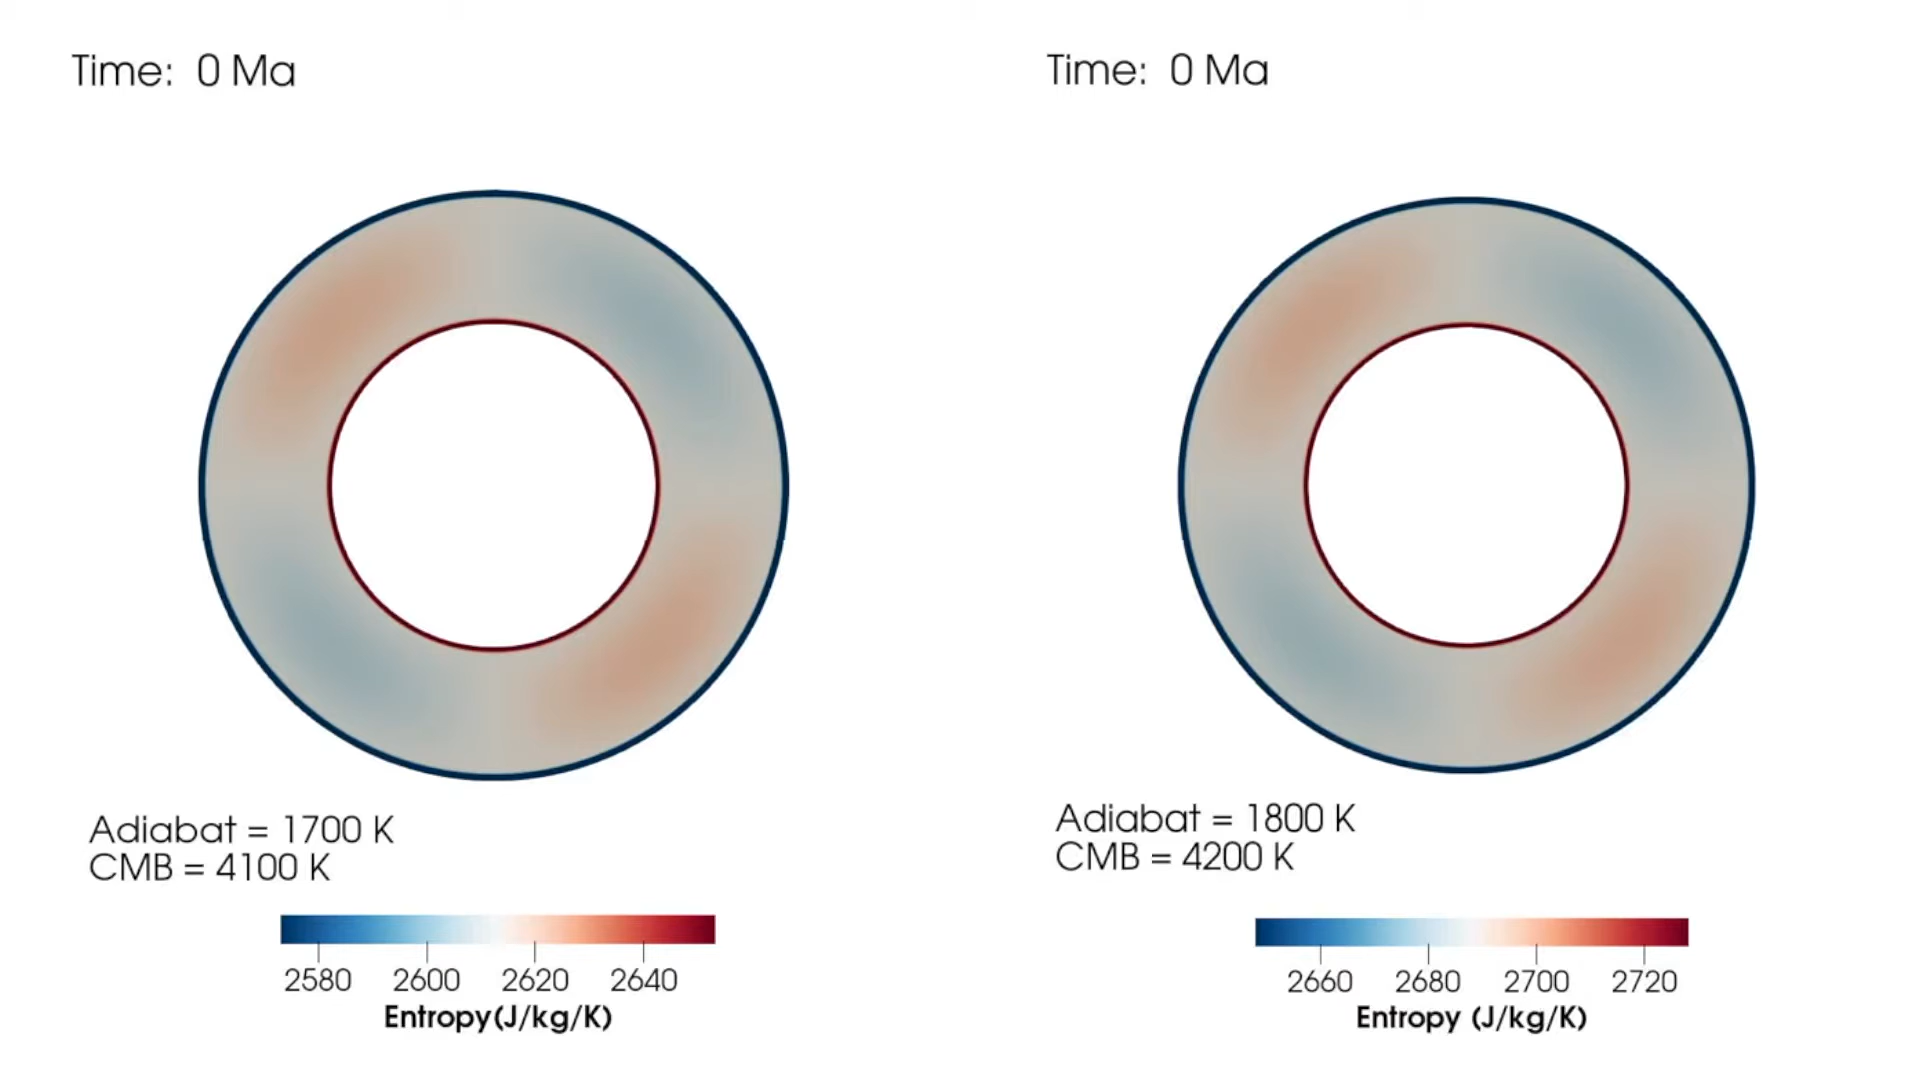 Time: 0 Ma
Adiabat = 1700 K
CMB = 4100 K
2580 2600 2620 2640
Entropy(J/kg/K)
Time: 0 Ma
Adiabat = 1800 K
CMB = 4200 K
2660 2680 2700 2720
Entropy (J/kg/K)